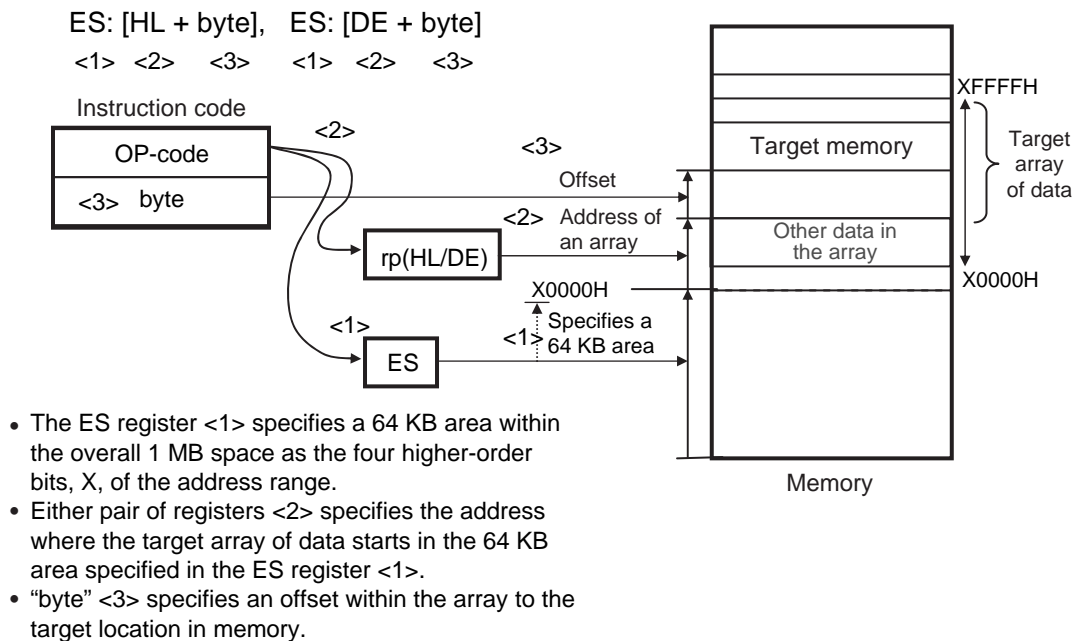 ES: [HL + byte], ES: [DE + byte]
<1> <2> <3> <1> <2> <3>
Instruction code
OP-code
<3> byte
<2>
<3>
Offset
<2> Address of
an array
rp(HL/DE)
X0000H
<1>
ES
<1> Specifies a
64 KB area
Target memory
Other data in
the array
XFFFFH
Target
array
of data
X0000H
Memory
• The ES register <1> specifies a 64 KB area within
the overall 1 MB space as the four higher-order
bits, X, of the address range.
• Either pair of registers <2> specifies the address
where the target array of data starts in the 64 KB
area specified in the ES register <1>.
• “byte” <3> specifies an offset within the array to the
target location in memory.